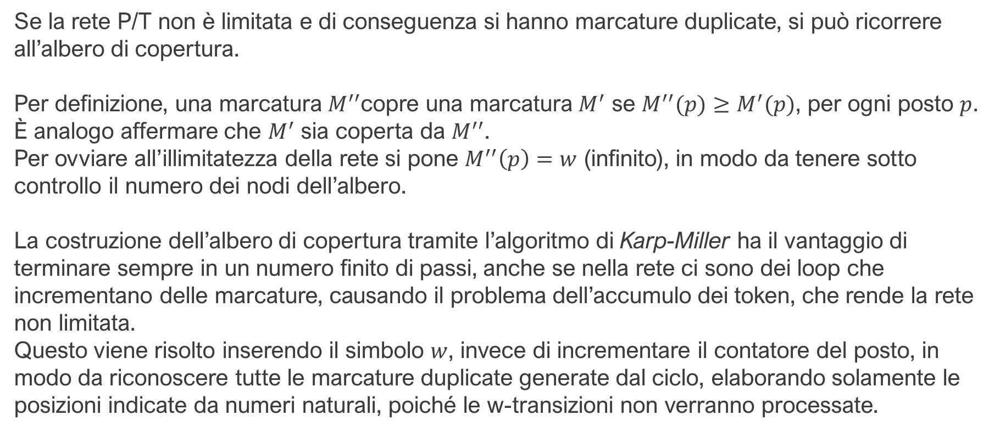 Se la rete P/T non è limitata e di conseguenza si hanno marcature duplicate, si può ricorrere
all’albero di copertura.
Per definizione, una marcatura M′′copre una marcatura M′ se M′′(p) ≥ M′(p), per ogni posto p.
È analogo affermare che M′ sia coperta da M′′.
Per ovviare all’illimitatezza della rete si pone M′′(p) = w (infinito), in modo da tenere sotto
controllo il numero dei nodi dell’albero.
La costruzione dell’albero di copertura tramite l’algoritmo di Karp-Miller ha il vantaggio di
terminare sempre in un numero finito di passi, anche se nella rete ci sono dei loop che
incrementano delle marcature, causando il problema dell’accumulo dei token, che rende la rete
non limitata.
Questo viene risolto inserendo il simbolo w, invece di incrementare il contatore del posto, in
modo da riconoscere tutte le marcature duplicate generate dal ciclo, elaborando solamente le
posizioni indicate da numeri naturali, poiché le w-transizioni non verranno processate.